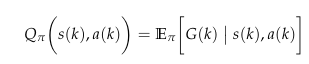 Q_π(s(k), a(k)) = 𝔼_π[G(k) | s(k), a(k)]